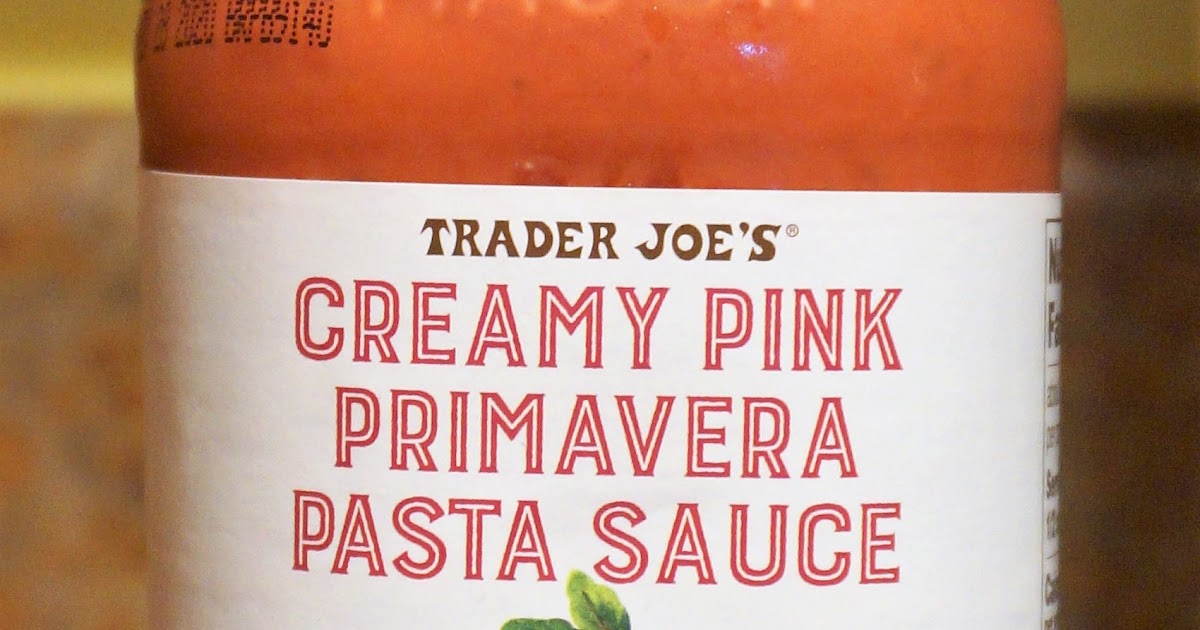 TRADER JOE'S®
CREAMY PINK
PRIMAVERA
PASTA SAUCE